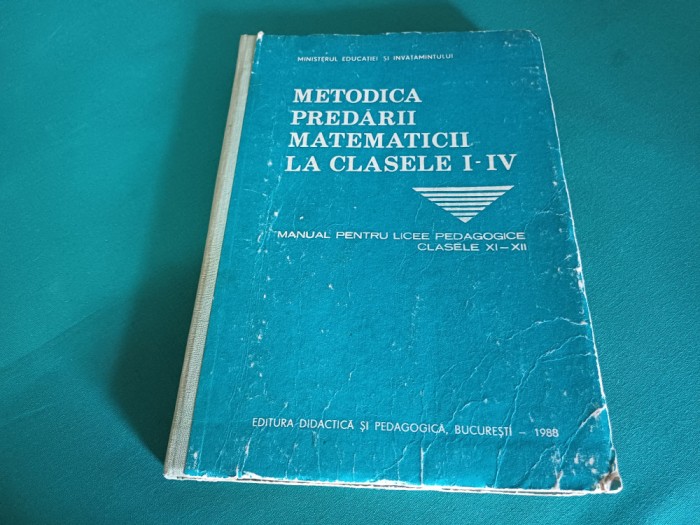 MINISTERUL EDUCAȚIEI ȘI INVĂȚAMINTULUI
METODICA
PREDĂRII
MATEMATICII
LA CLASELE I-IV
MANUAL PENTRU LICEE PEDAGOGICE
CLASELE XI—XII
EDITURA DIDACTICĂ ȘI PEDAGOGICĂ, BUCUREȘTI — 1988